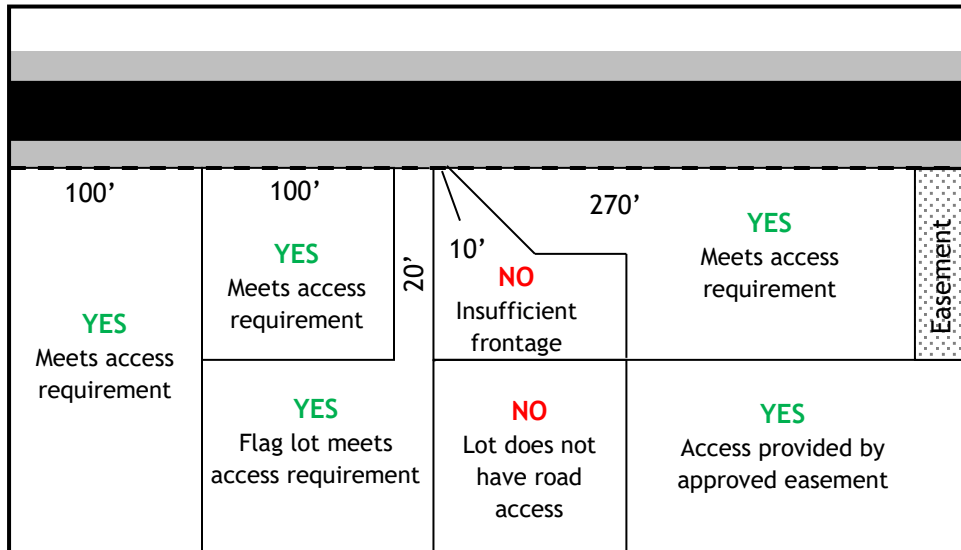 100’
100’
270’
10’
20’
YES
Meets access
requirement
YES
Meets access
requirement
YES
Flag lot meets
access requirement
NO
Insufficient
frontage
NO
Lot does not
have road
access
YES
Meets access
requirement
Easement
YES
Access provided by
approved easement